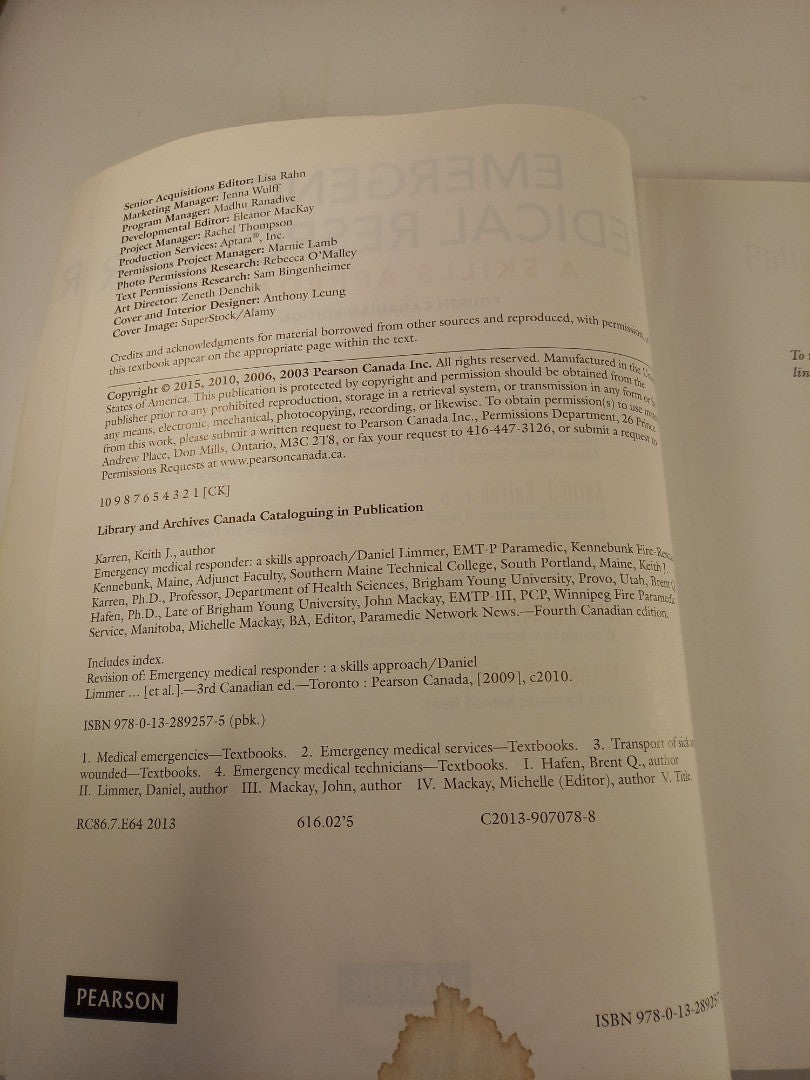 Senior Acquisitions Editor: Lisa Rahn
Marketing Manager: Jenna Wulff
Program Manager: Madhu Ranadive
Developmental Editor: Eleanor MacKay
Project Manager: Rachel Thompson
Production Services: Aptara®, Inc.
Permissions Project Manager: Marnie Lamb
Photo Permissions Research: Rebecca O'Malley
Text Permissions Research: Sam Bingenheimer
Art Director: Zeneth Denchik
Cover and Interior Designer: Anthony Leung
Cover Image: SuperStock/Alamy
Credits and acknowledgments for material borrowed from other sources and reproduced, with permission,
this textbook appear on the appropriate page within the text.
Copyright © 2015, 2010, 2006, 2003 Pearson Canada Inc. All rights reserved. Manufactured in the
States of America. This publication is protected by copyright and permission should be obtained from the
publisher prior to any prohibited reproduction, storage in a retrieval system, or transmission in any form or
any means, electronic, mechanical, photocopying, recording, or likewise. To obtain permission(s) to use
from this work, please submit a written request to Pearson Canada Inc., Permissions Department, 26
Andrew Place, Don Mills, Ontario, M3C 2T8, or fax your request to 416-447-3126, or submit a request to
Permissions Requests at www.pearsoncanada.ca.
10 9 8 7 6 5 4 3 2 1 [CK]
Library and Archives Canada Cataloguing in Publication
Karren, Keith J., author
Emergency medical responder: a skills approach/Daniel Limmer, EMT-P Paramedic, Kennebunk Fire-
Kennebunk, Maine, Adjunct Faculty, Southern Maine Technical College, South Portland, Maine, Keith J.
Karren, Ph.D., Professor, Department of Health Sciences, Brigham Young University, Provo, Utah, Brent Q.
Hafen, Ph.D., Late of Brigham Young University, John Mackay, EMTP-III, PCP, Winnipeg Fire
Service, Manitoba, Michelle Mackay, BA, Editor, Paramedic Network News.—Fourth Canadian edition.
Includes index.
Revision of: Emergency medical responder : a skills approach/Daniel
Limmer ... [et al.].—3rd Canadian ed.—Toronto : Pearson Canada, [2009], c2010.
ISBN 978-0-13-289257-5 (pbk.)
1. Medical emergencies—Textbooks. 2. Emergency medical services—Textbooks. 3. Transport of sick
wounded—Textbooks. 4. Emergency medical technicians—Textbooks. I. Hafen, Brent Q., author
II. Limmer, Daniel, author III. Mackay, John, author IV. Mackay, Michelle (Editor), author V. Title.
RC86.7.E64 2013 616.02'5 C2013-907078-8
PEARSON
ISBN 978-0-13-289257
To